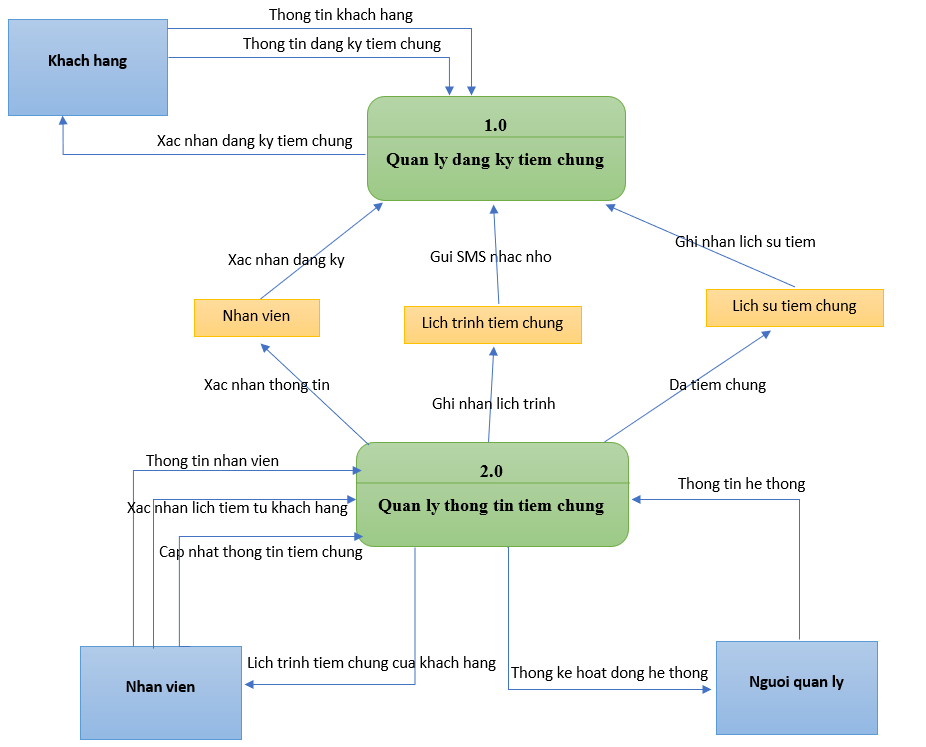 Thong tin khach hang
Khach hang
Thong tin dang ky tiem chung
Xac nhan dang ky tiem chung
1.0
Quan ly dang ky tiem chung
Xac nhan dang ky
Gui SMS nhac nho
Ghi nhan lich su tiem
Nhan vien
Lich trinh tiem chung
Lich su tiem chung
Xac nhan thong tin
Ghi nhan lich trinh
Da tiem chung
Thong tin nhan vien
2.0
Thong tin he thong
Xac nhan lich tiem tu khach hang
Quan ly thong tin tiem chung
Cap nhat thong tin tiem chung
Nhan vien
Lich trinh tiem chung cua khach hang
Thong ke hoat dong he thong
Nguoi quan ly